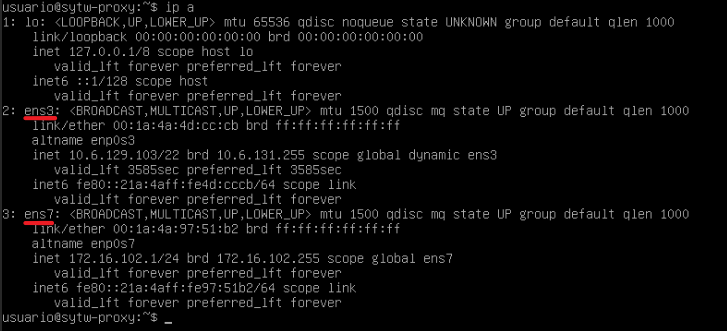 usuario@sytw-proxy:~$ ip a
1: lo: <LOOPBACK,UP,LOWER_UP> mtu 65536 qdisc noqueue state UNKNOWN group default qlen 1000
    link/loopback 00:00:00:00:00:00 brd 00:00:00:00:00:00
    inet 127.0.0.1/8 scope host lo
       valid_lft forever preferred_lft forever
    inet6 ::1/128 scope host
       valid_lft forever preferred_lft forever
2: ens3: <BROADCAST,MULTICAST,UP,LOWER_UP> mtu 1500 qdisc mq state UP group default qlen 1000
    link/ether 00:1a:4a:4d:cc:cb brd ff:ff:ff:ff:ff:ff
    altname enp0s3
    inet 10.6.129.103/22 brd 10.6.131.255 scope global dynamic ens3
       valid_lft 3585sec preferred_lft 3585sec
    inet6 fe80::21a:4aff:fe4d:cccb/64 scope link
       valid_lft forever preferred_lft forever
3: ens7: <BROADCAST,MULTICAST,UP,LOWER_UP> mtu 1500 qdisc mq state UP group default qlen 1000
    link/ether 00:1a:4a:97:51:b2 brd ff:ff:ff:ff:ff:ff
    altname enp0s7
    inet 172.16.102.1/24 brd 172.16.102.255 scope global ens7
       valid_lft forever preferred_lft forever
    inet6 fe80::21a:4aff:fe97:51b2/64 scope link
       valid_lft forever preferred_lft forever
usuario@sytw-proxy:~$ _